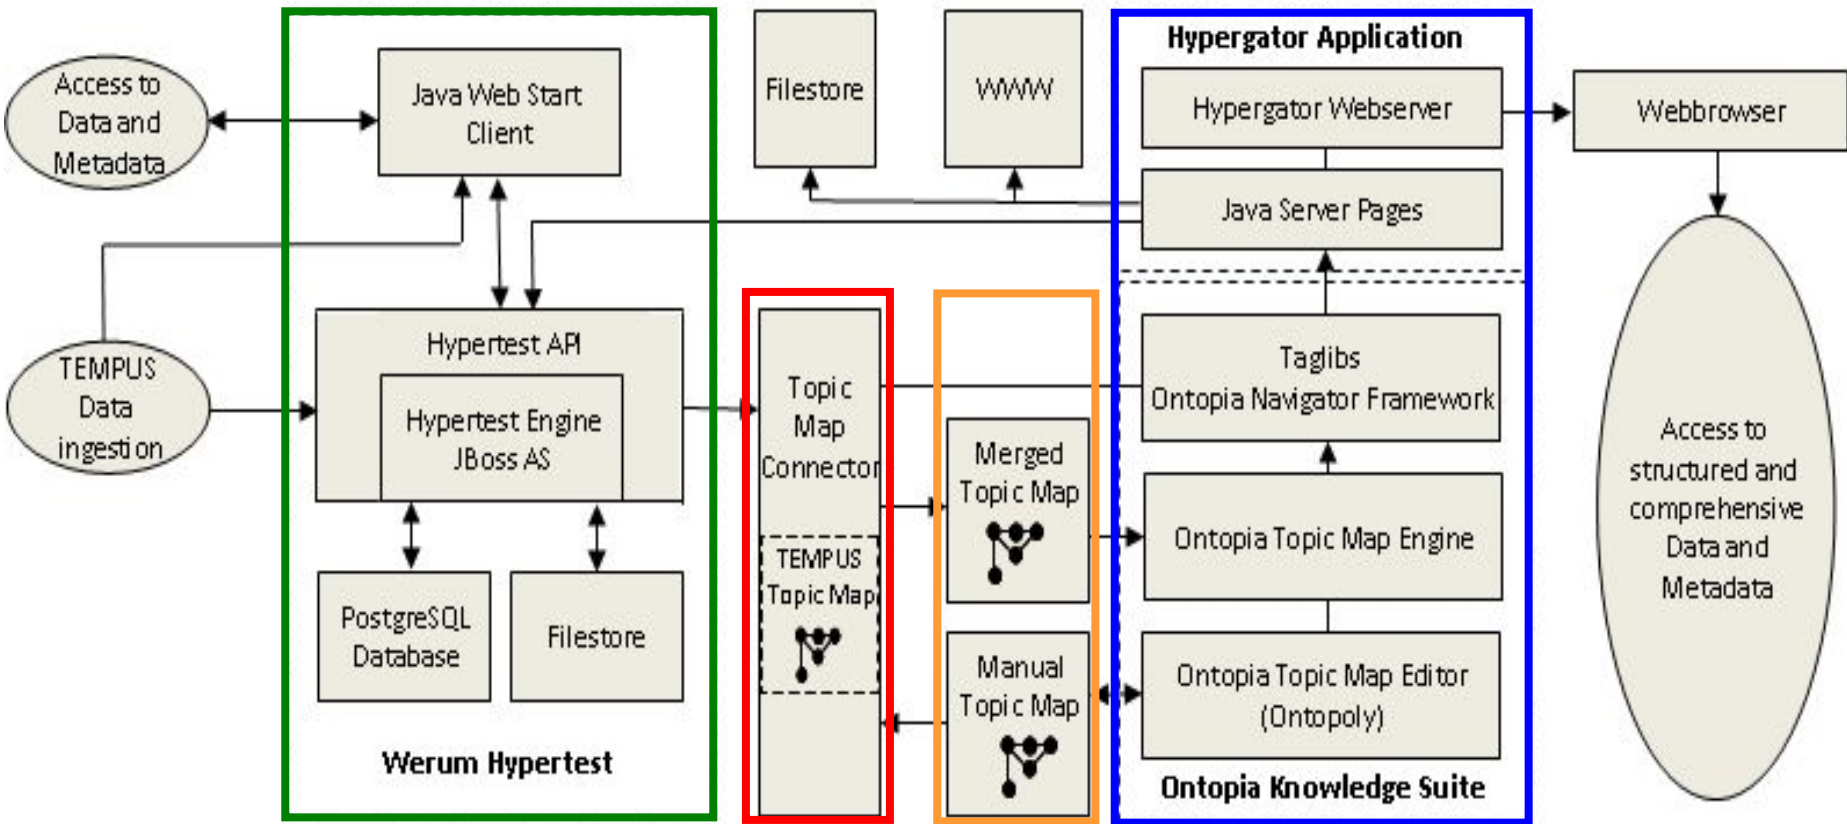 Access to
Data and
Metadata
TEMPUS
Data
ingestion
Java Web Start
Client
Hypertest API
Hypertest Engine
JBoss AS
PostgreSQL
Database
Filestore
Werum Hypertest
Filestore
WWW
Topic
Map
Connector
TEMPUS
Topic Map
Merged
Topic Map
Manual
Topic Map
Hypergator Application
Hypergator Webserver
Java Server Pages
Taglibs
Ontopia Navigator Framework
Ontopia Topic Map Engine
Ontopia Topic Map Editor
(Ontopoly)
Ontopia Knowledge Suite
Webbrowser
Access to
structured and
comprehensive
Data and
Metadata